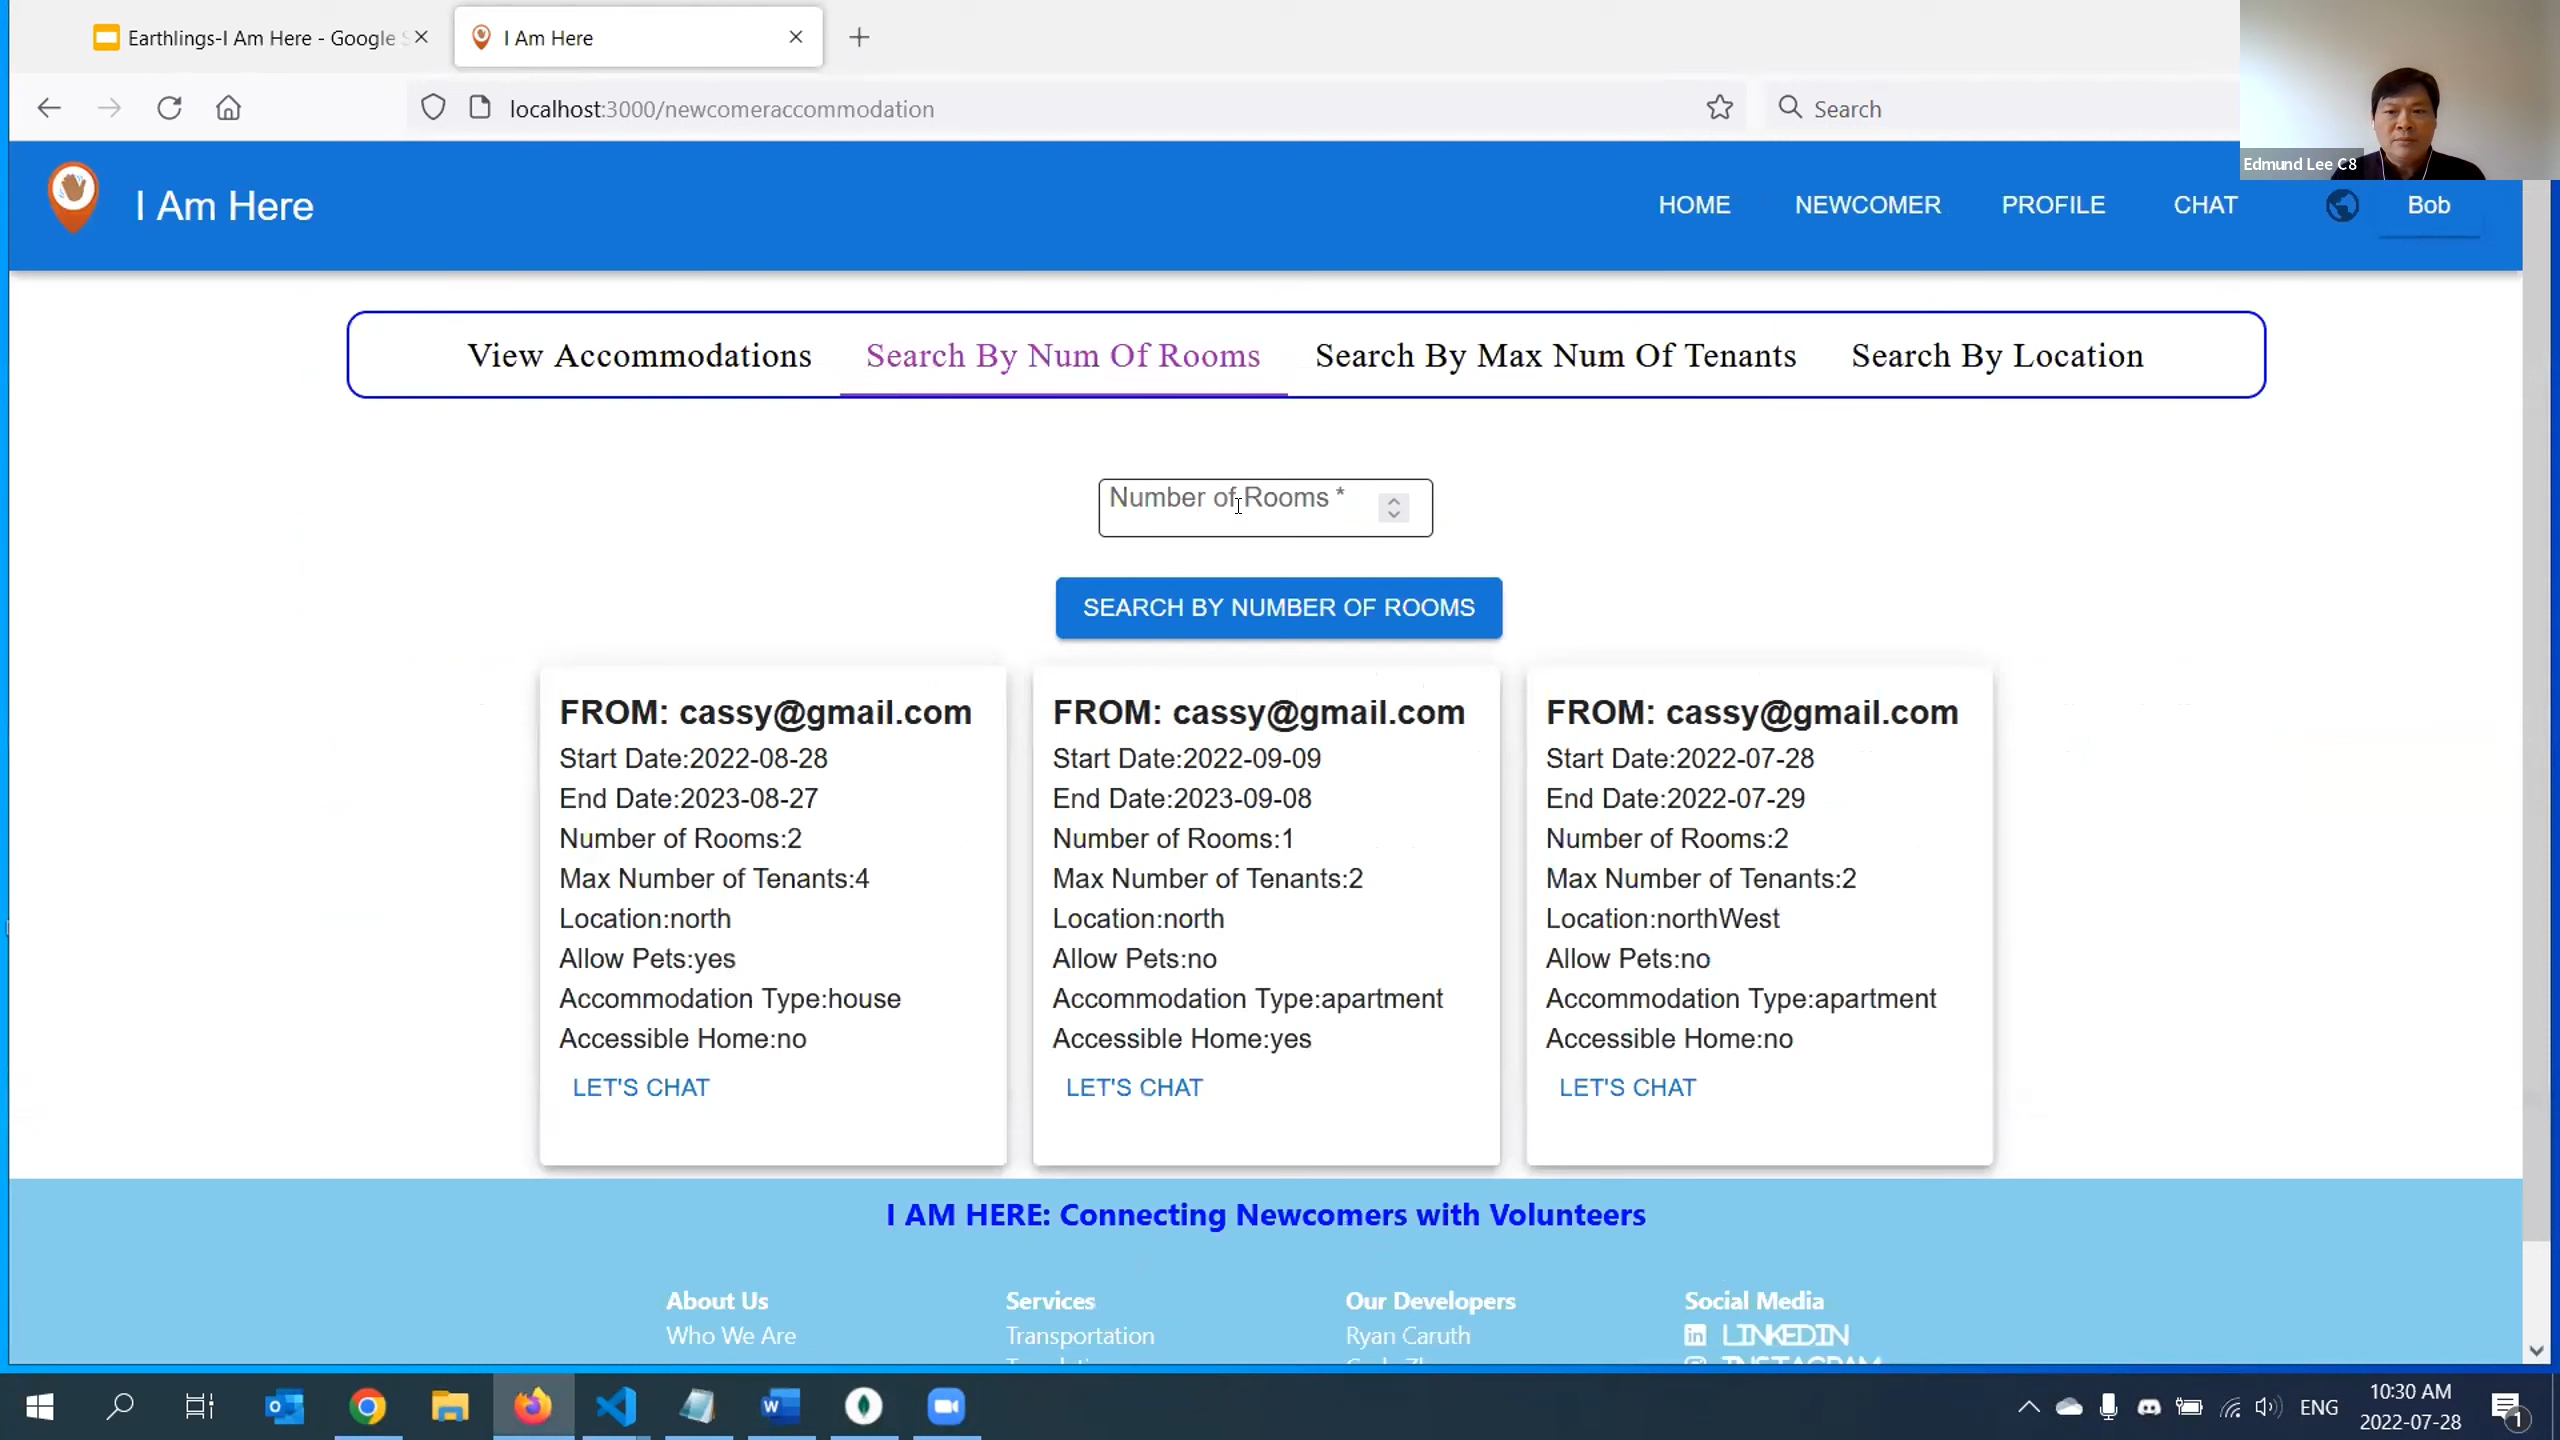 Earthlings-I Am Here - Google
I Am Here
localhost:3000/newcomeraccommodation
Search
Edmund Lee C8
I Am Here
HOME
NEWCOMER
PROFILE
CHAT
Bob
View Accommodations
Search By Num Of Rooms
Search By Max Num Of Tenants
Search By Location
Number of Rooms *
SEARCH BY NUMBER OF ROOMS
FROM: cassy@gmail.com
Start Date:2022-08-28
End Date:2023-08-27
Number of Rooms:2
Max Number of Tenants:4
Location:north
Allow Pets:yes
Accommodation Type:house
Accessible Home:no
LET'S CHAT
FROM: cassy@gmail.com
Start Date:2022-09-09
End Date:2023-09-08
Number of Rooms:1
Max Number of Tenants:2
Location:north
Allow Pets:no
Accommodation Type:apartment
Accessible Home:yes
LET'S CHAT
FROM: cassy@gmail.com
Start Date:2022-07-28
End Date:2022-07-29
Number of Rooms:2
Max Number of Tenants:2
Location:northWest
Allow Pets:no
Accommodation Type:apartment
Accessible Home:no
LET'S CHAT
I AM HERE: Connecting Newcomers with Volunteers
About Us
Who We Are
Services
Transportation
Our Developers
Ryan Caruth
Social Media
LINKEDIN
INSTAGRAM
ENG
10:30 AM
2022-07-28
1